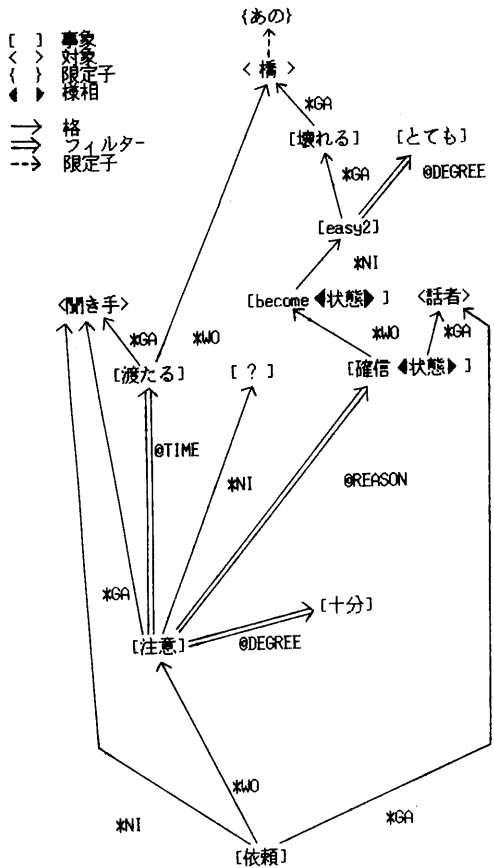 {あの}
[ ] 事象
< > 対象
{ } 限定子
◖ ◗ 様相
格
フィルター
限定子
< 橋 >
*GA
[壊れる] [とても]
*GA @DEGREE
[easy2]
*NI
<聞き手> [become ◖状態◗ ] <話者>
*GA *WO *WO *GA
[渡たる] [ ? ] [確信 ◖状態◗ ]
@TIME
*NI @REASON
*GA [十分]
[注意] @DEGREE
*WO
*NI *GA
[依頼]